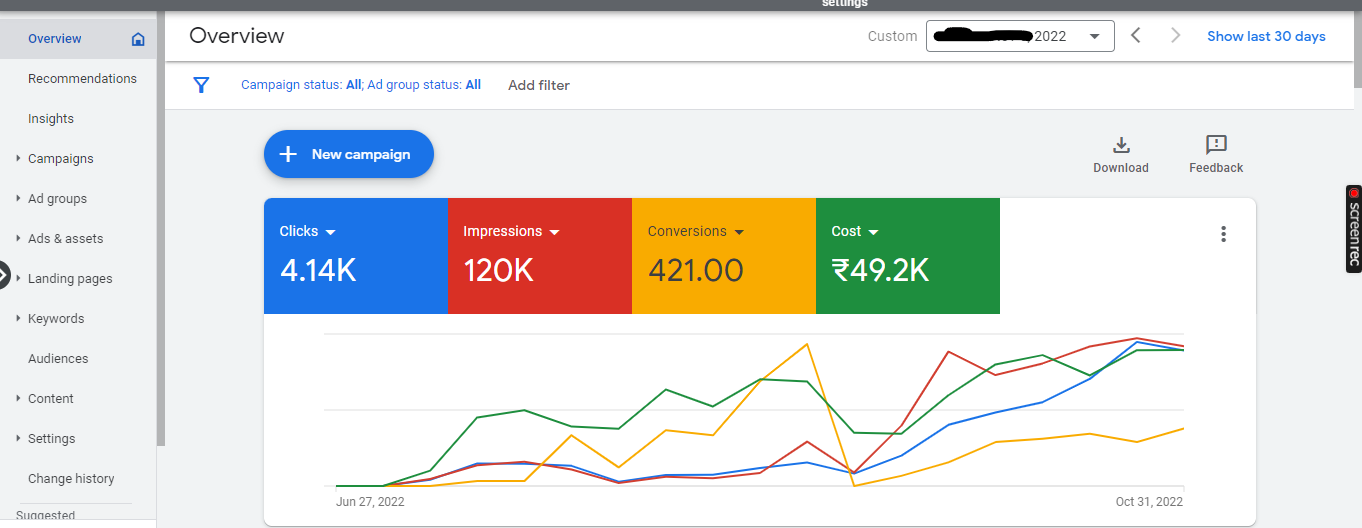 settings
Overview
Recommendations
Insights
Campaigns
Ad groups
Ads & assets
Landing pages
Keywords
Audiences
Content
Settings
Change history
Suggested
Overview
Custom
2022
Show last 30 days
Campaign status: All; Ad group status: All
Add filter
New campaign
Download
Feedback
Clicks
4.14K
Impressions
120K
Conversions
421.00
Cost
₹49.2K
Jun 27, 2022
Oct 31, 2022
screenrec